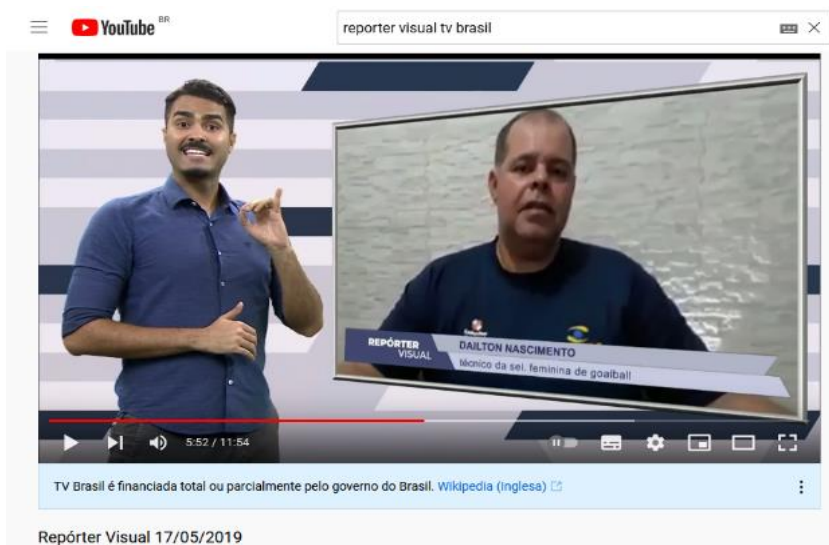 YouTube BR
reporter visual tv brasil
REPÓRTER
VISUAL
DAILTON NASCIMENTO
técnico da sel. feminina de goalball
5:52 / 11:54
TV Brasil é financiada total ou parcialmente pelo governo do Brasil. Wikipedia (Inglesa)
Repórter Visual 17/05/2019